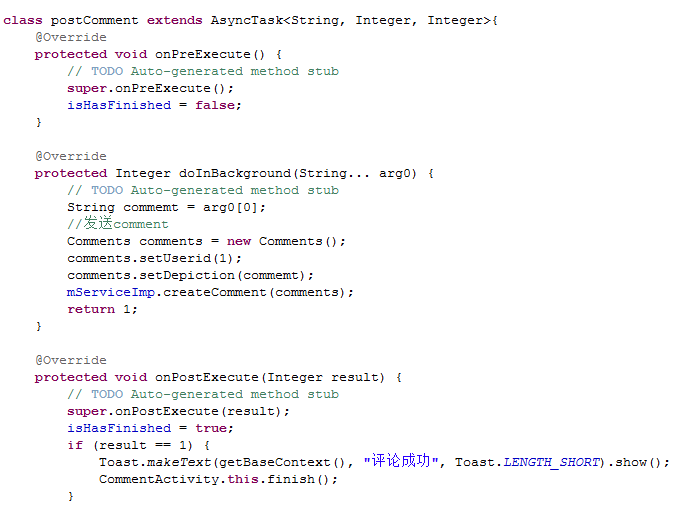 class postComment extends AsyncTask<String, Integer, Integer>{
    @Override
    protected void onPreExecute() {
        // TODO Auto-generated method stub
        super.onPreExecute();
        isHasFinished = false;
    }

    @Override
    protected Integer doInBackground(String... arg0) {
        // TODO Auto-generated method stub
        String commemt = arg0[0];
        //发送comment
        Comments comments = new Comments();
        comments.setUserid(1);
        comments.setDepiction(commemt);
        mServiceImp.createComment(comments);
        return 1;
    }

    @Override
    protected void onPostExecute(Integer result) {
        // TODO Auto-generated method stub
        super.onPostExecute(result);
        isHasFinished = true;
        if (result == 1) {
            Toast.makeText(getBaseContext(), "评论成功", Toast.LENGTH_SHORT).show();
            CommentActivity.this.finish();
        }